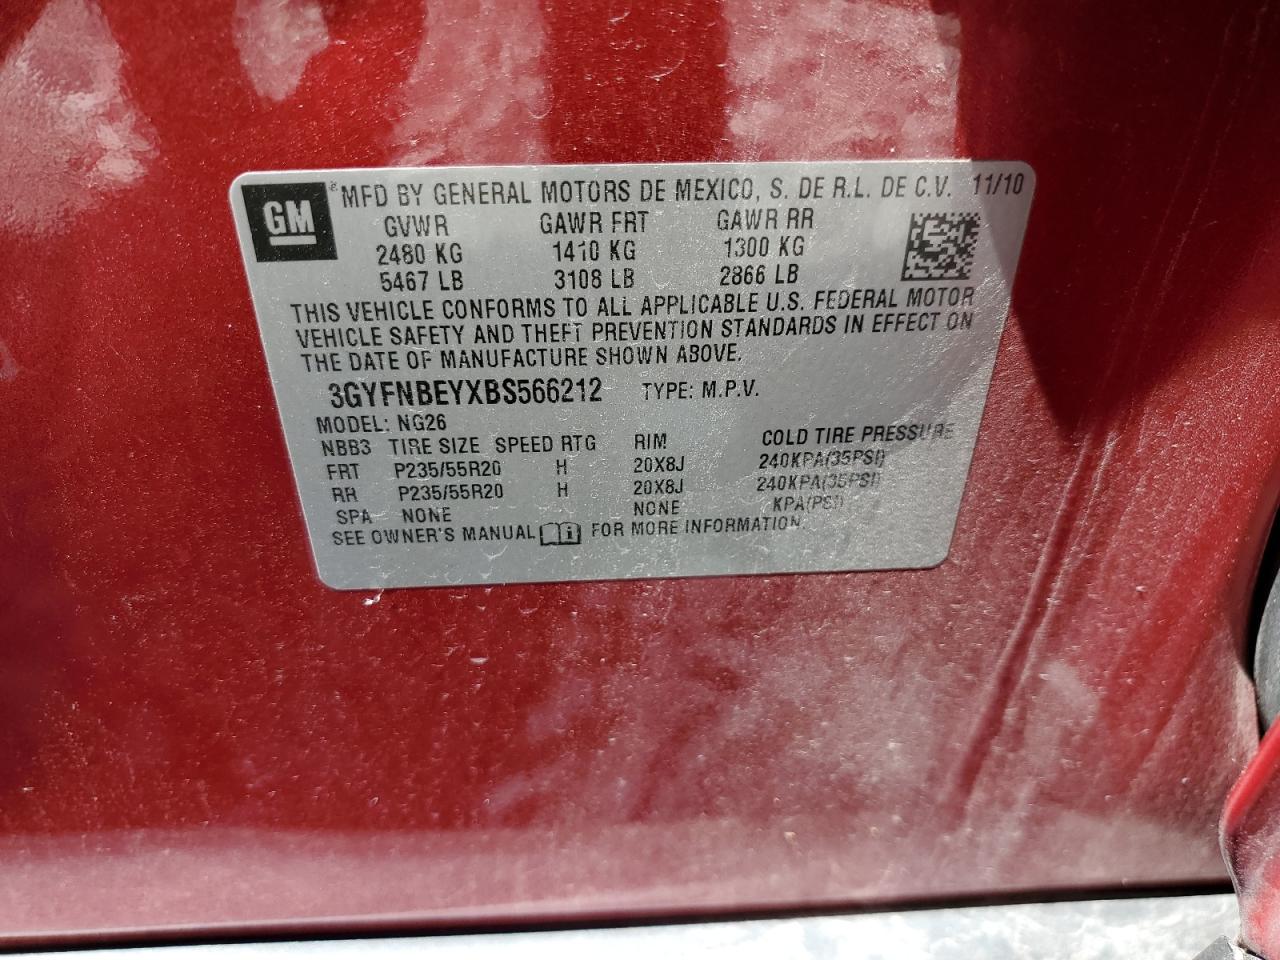 GM ® MFD BY GENERAL MOTORS DE MEXICO, S. DE R.L. DE C.V. 11/10
GVWR GAWR FRT GAWR RR
2480 KG 1410 KG 1300 KG
5467 LB 3108 LB 2866 LB
THIS VEHICLE CONFORMS TO ALL APPLICABLE U.S. FEDERAL MOTOR
VEHICLE SAFETY AND THEFT PREVENTION STANDARDS IN EFFECT ON
THE DATE OF MANUFACTURE SHOWN ABOVE.
3GYFNBEYXBS566212 TYPE: M.P.V.
MODEL: NG26
NBB3 TIRE SIZE SPEED RTG RIM COLD TIRE PRESSURE
FRT P235/55R20 H 20X8J 240KPA(35PSI)
RR P235/55R20 H 20X8J 240KPA(35PSI)
SPA NONE NONE KPA(PSI)
SEE OWNER'S MANUAL i FOR MORE INFORMATION.